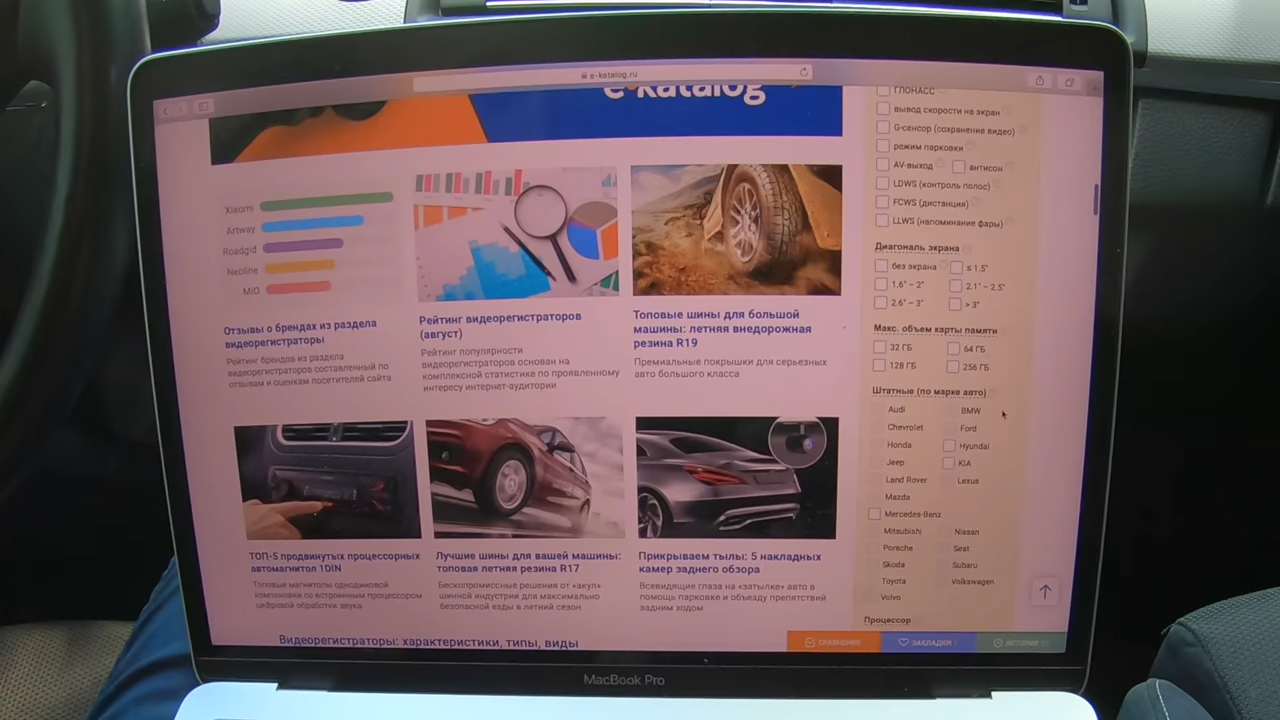 e-katalog.ru
e-katalog
Xiaomi
Artway
Roadgid
Neoline
MiO
Отзывы о брендах из раздела
видеорегистраторы
Рейтинг брендов из раздела
видеорегистраторов составленный по
отзывам и оценкам посетителей сайта
Рейтинг видеорегистраторов
(август)
Рейтинг популярности
видеорегистраторов основан на
комплексной статистике по проявленному
интересу интернет-аудитории
Топовые шины для большой
машины: летняя внедорожная
резина R19
Премиальные покрышки для серьезных
авто большого класса
ТОП-5 продвинутых процессорных
автомагнитол 1DIN
Топовые магнитолы однодиновой
компановки со встроенным процессором
цифровой обработки звука
Лучшие шины для вашей машины:
топовая летняя резина R17
Бескопромиссные решения от «акул»
шинной индустрии для максимально
безопасной езды в летний сезон
Прикрываем тылы: 5 накладных
камер заднего обзора
Всевидящие глаза на «затылке» авто в
помощь парковке и объезду препятствий
задним ходом
Видеорегистраторы: характеристики, типы, виды
ГЛОНАСС
вывод скорости на экран
G-сенсор (сохранение видео)
режим парковки
AV-выход антисон
LDWS (контроль полос)
FCWS (дистанция)
LLWS (напоминание фары)
Диагональ экрана
без экрана ≤ 1.5"
1.6" – 2" 2.1" – 2.5"
2.6" – 3" > 3"
Макс. объем карты памяти
32 ГБ 64 ГБ
128 ГБ 256 ГБ
Штатные (по марке авто)
Audi BMW
Chevrolet Ford
Honda Hyundai
Jeep KIA
Land Rover Lexus
Mazda
Mercedes-Benz
Mitsubishi Nissan
Porsche Seat
Skoda Subaru
Toyota Volkswagen
Volvo
Процессор
СРАВНЕНИЕ ЗАКЛАДКИ ИСТОРИЯ
MacBook Pro